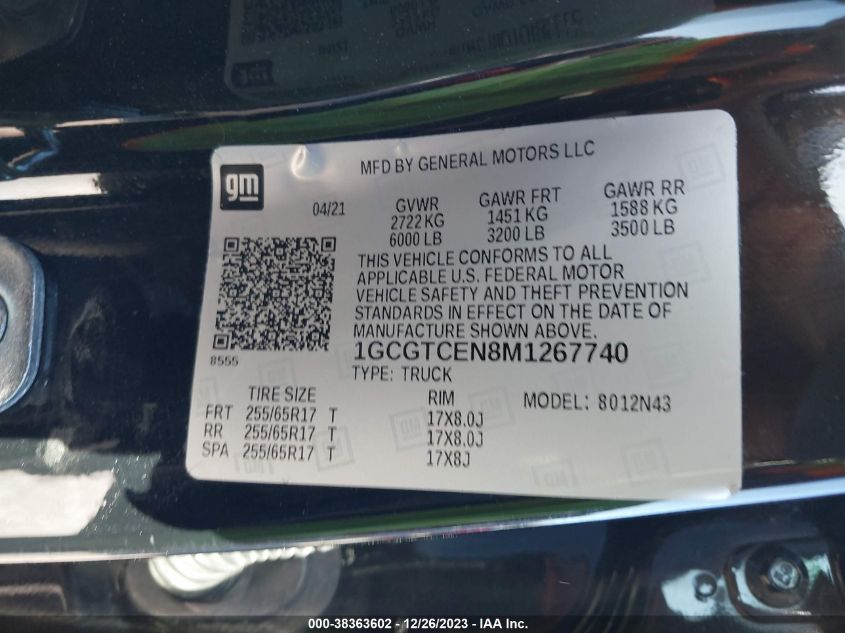 MFD BY GENERAL MOTORS LLC
gm
04/21
GVWR GAWR FRT GAWR RR
2722 KG 1451 KG 1588 KG
6000 LB 3200 LB 3500 LB
THIS VEHICLE CONFORMS TO ALL
APPLICABLE U.S. FEDERAL MOTOR
VEHICLE SAFETY AND THEFT PREVENTION
STANDARDS IN EFFECT ON THE DATE OF
MANUFACTURE SHOWN ABOVE.
8555
1GCGTCEN8M1267740
TYPE: TRUCK
TIRE SIZE RIM MODEL: 8012N43
FRT 255/65R17 T 17X8.0J
RR 255/65R17 T 17X8.0J
SPA 255/65R17 T 17X8J
000-38363602 - 12/26/2023 - IAA Inc.